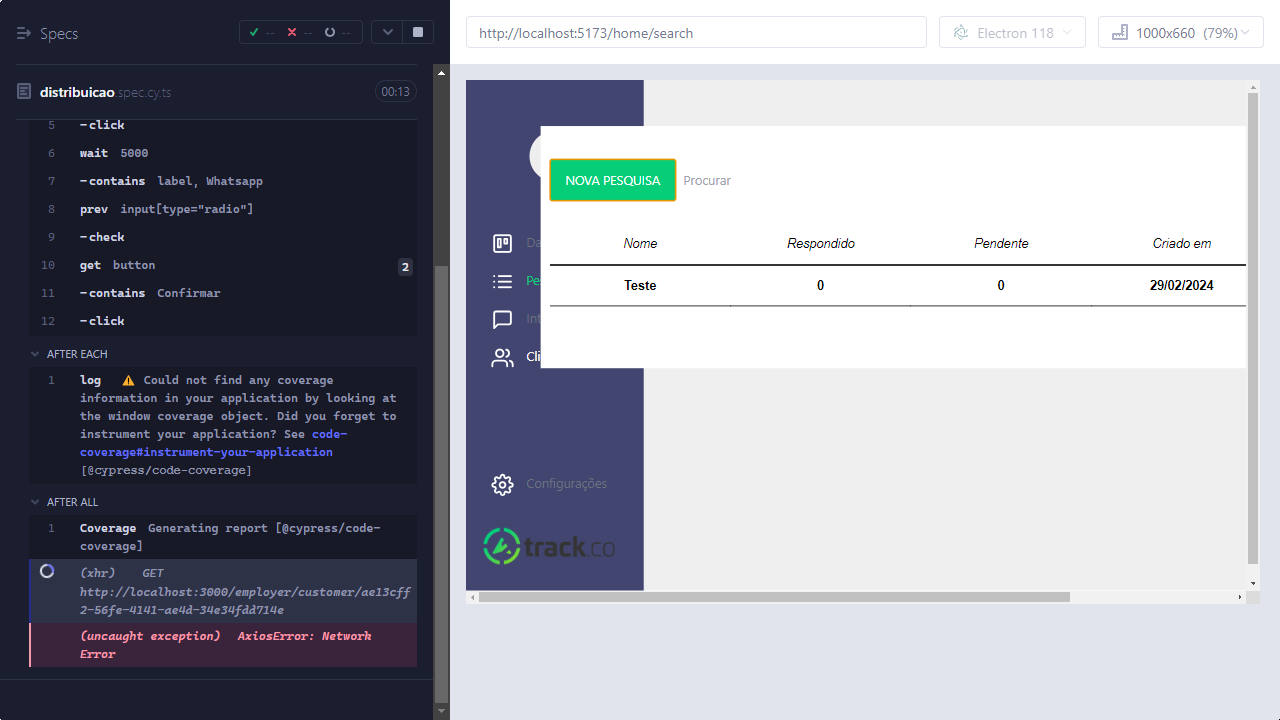 Specs
-- -- --
distribuicao.spec.cy.ts 00:13
5 -click
6 wait 5000
7 -contains label, Whatsapp
8 prev input[type="radio"]
9 -check
10 get button 2
11 -contains Confirmar
12 -click
AFTER EACH
1 log ⚠ Could not find any coverage
information in your application by looking at
the window coverage object. Did you forget to
instrument your application? See code-
coverage#instrument-your-application
[@cypress/code-coverage]
AFTER ALL
1 Coverage Generating report [@cypress/code-
coverage]
(xhr) GET
http://localhost:3000/employer/customer/ae13cff
2-56fe-4141-ae4d-34e34fdd714e
(uncaught exception) AxiosError: Network
Error
http://localhost:5173/home/search
Electron 118
1000x660 (79%)
NOVA PESQUISA Procurar
Nome Respondido Pendente Criado em
Teste 0 0 29/02/2024
Da
Pe
Int
Cli
Configurações
track.co